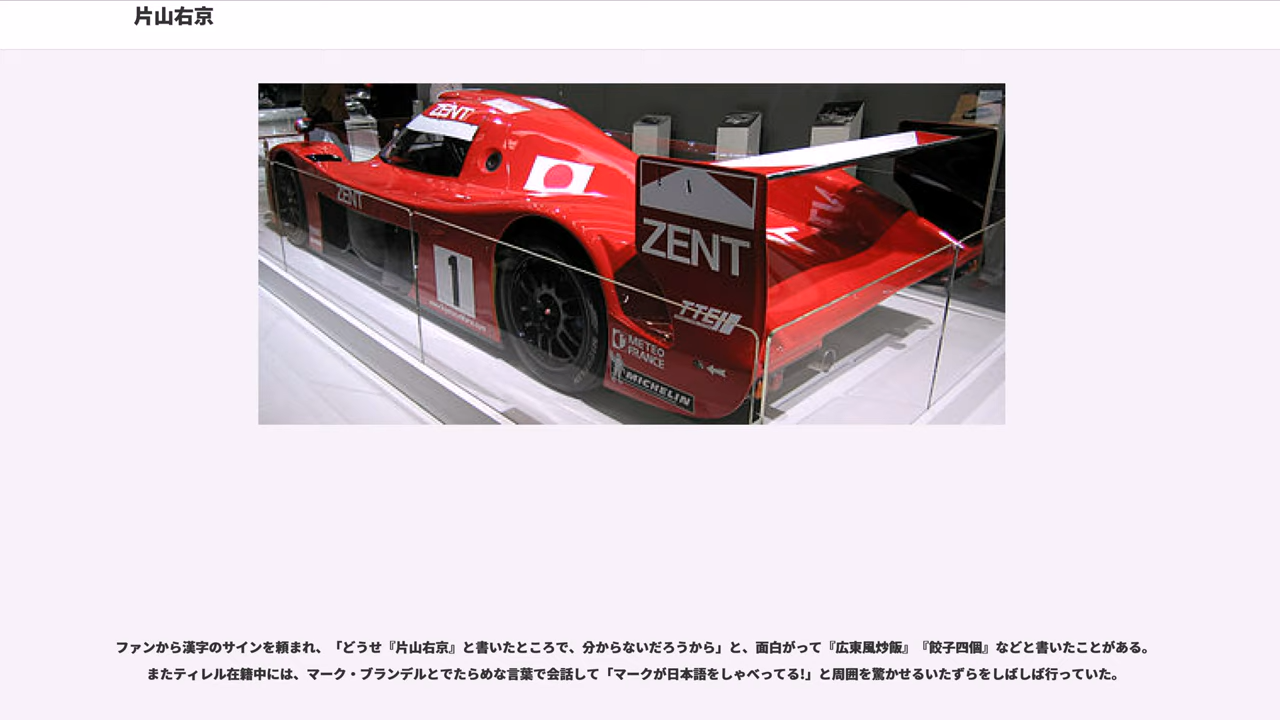 片山右京
ZENT
ZENT
1
ZENT
TTE
METEO
FRANCE
MICHELIN
ファンから漢字のサインを頼まれ、「どうせ『片山右京』と書いたところで、分からないだろうから」と、面白がって『広東風炒飯』『餃子四個』などと書いたことがある。
またティレル在籍中には、マーク・ブランデルとでたらめな言葉で会話して「マークが日本語をしゃべってる!」と周囲を驚かせるいたずらをしばしば行っていた。